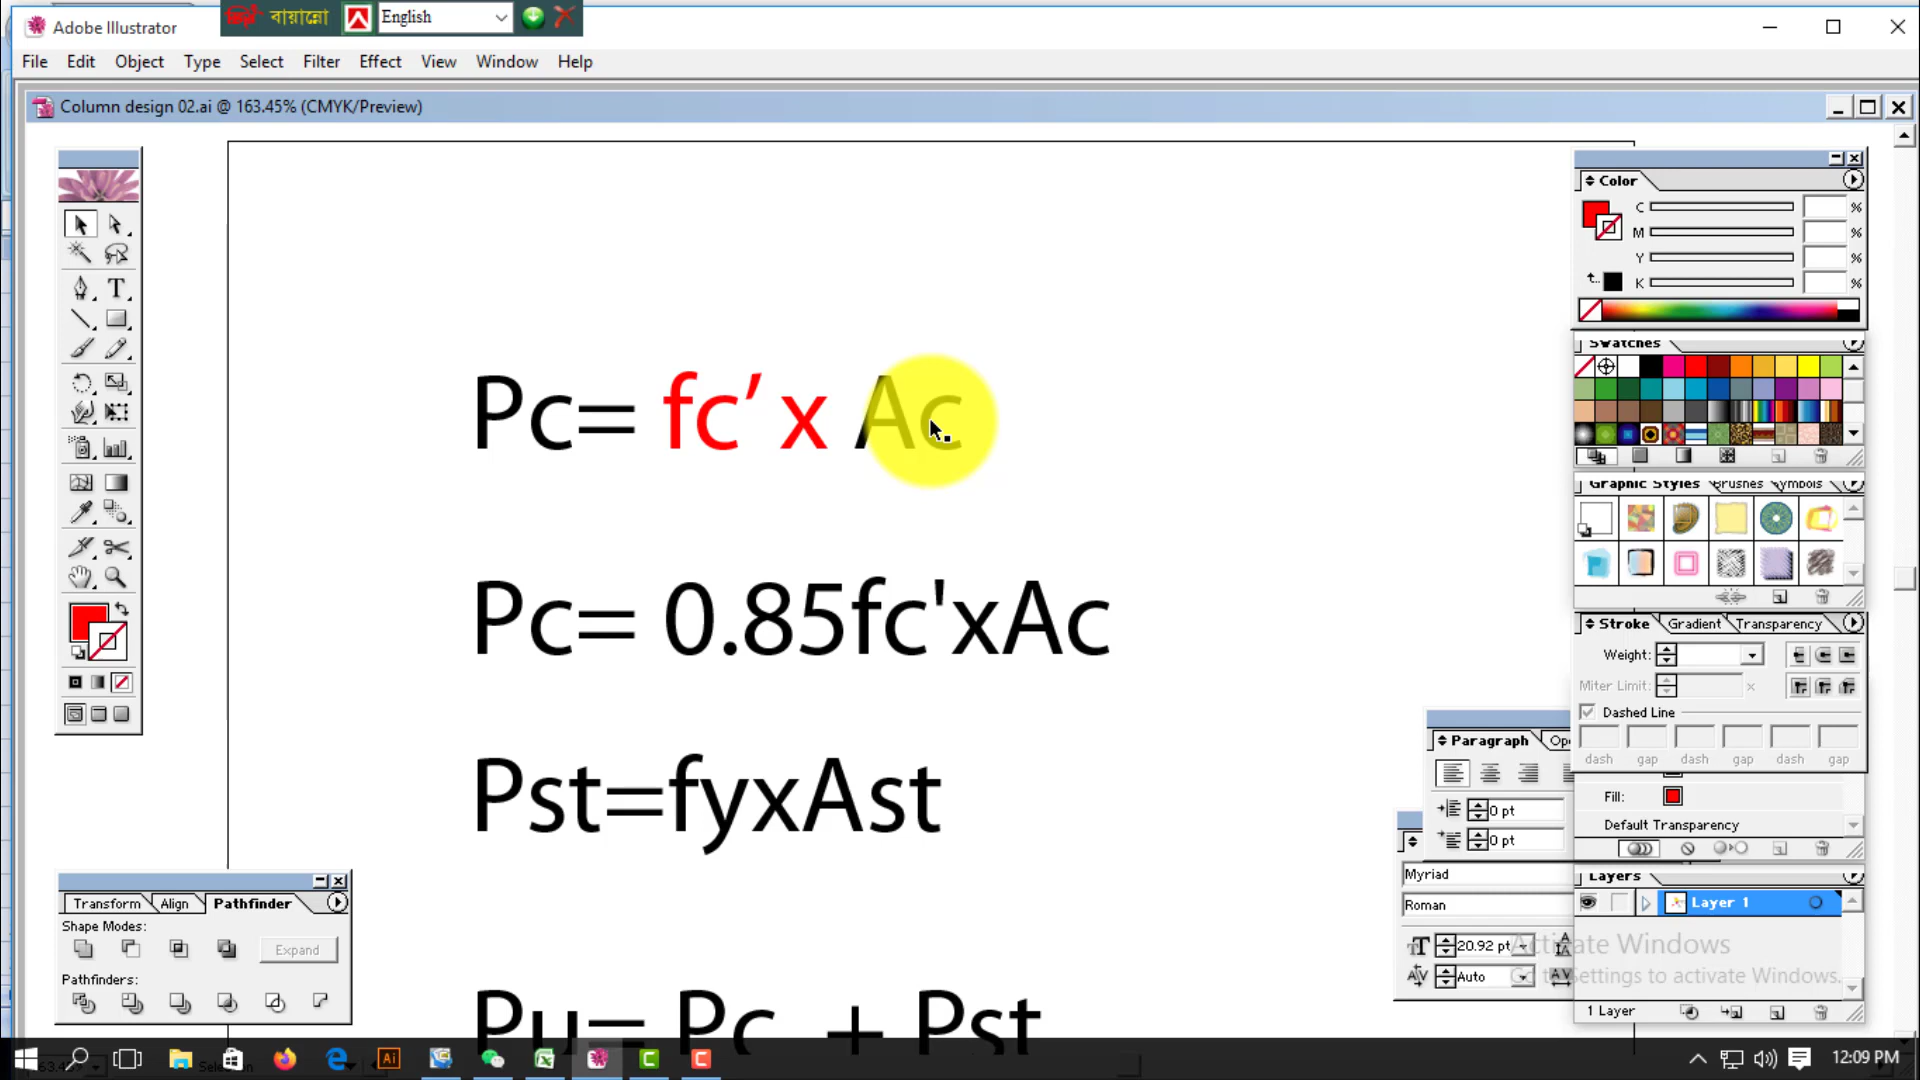 Adobe Illustrator
বায়ান্নো
English
File Edit Object Type Select Filter Effect View Window Help
Column design 02.ai @ 163.45% (CMYK/Preview)
Color
C %
M %
Y %
K %
Swatches
Pc= fc’ x Ac
Graphic Styles Brushes Symbols
Pc= 0.85fc'xAc
Stroke Gradient Transparency
Weight:
Miter Limit: x
Dashed Line
dash gap dash gap dash gap
Pst=fyxAst
Paragraph
0 pt
0 pt
Fill:
Default Transparency
Myriad
Roman
20.92 pt
Auto
Layers
Layer 1
1 Layer
Activate Windows
Go to Settings to activate Windows.
Transform Align Pathfinder
Shape Modes:
Expand
Pathfinders:
Pu= Pc + Pst
Ai
12:09 PM